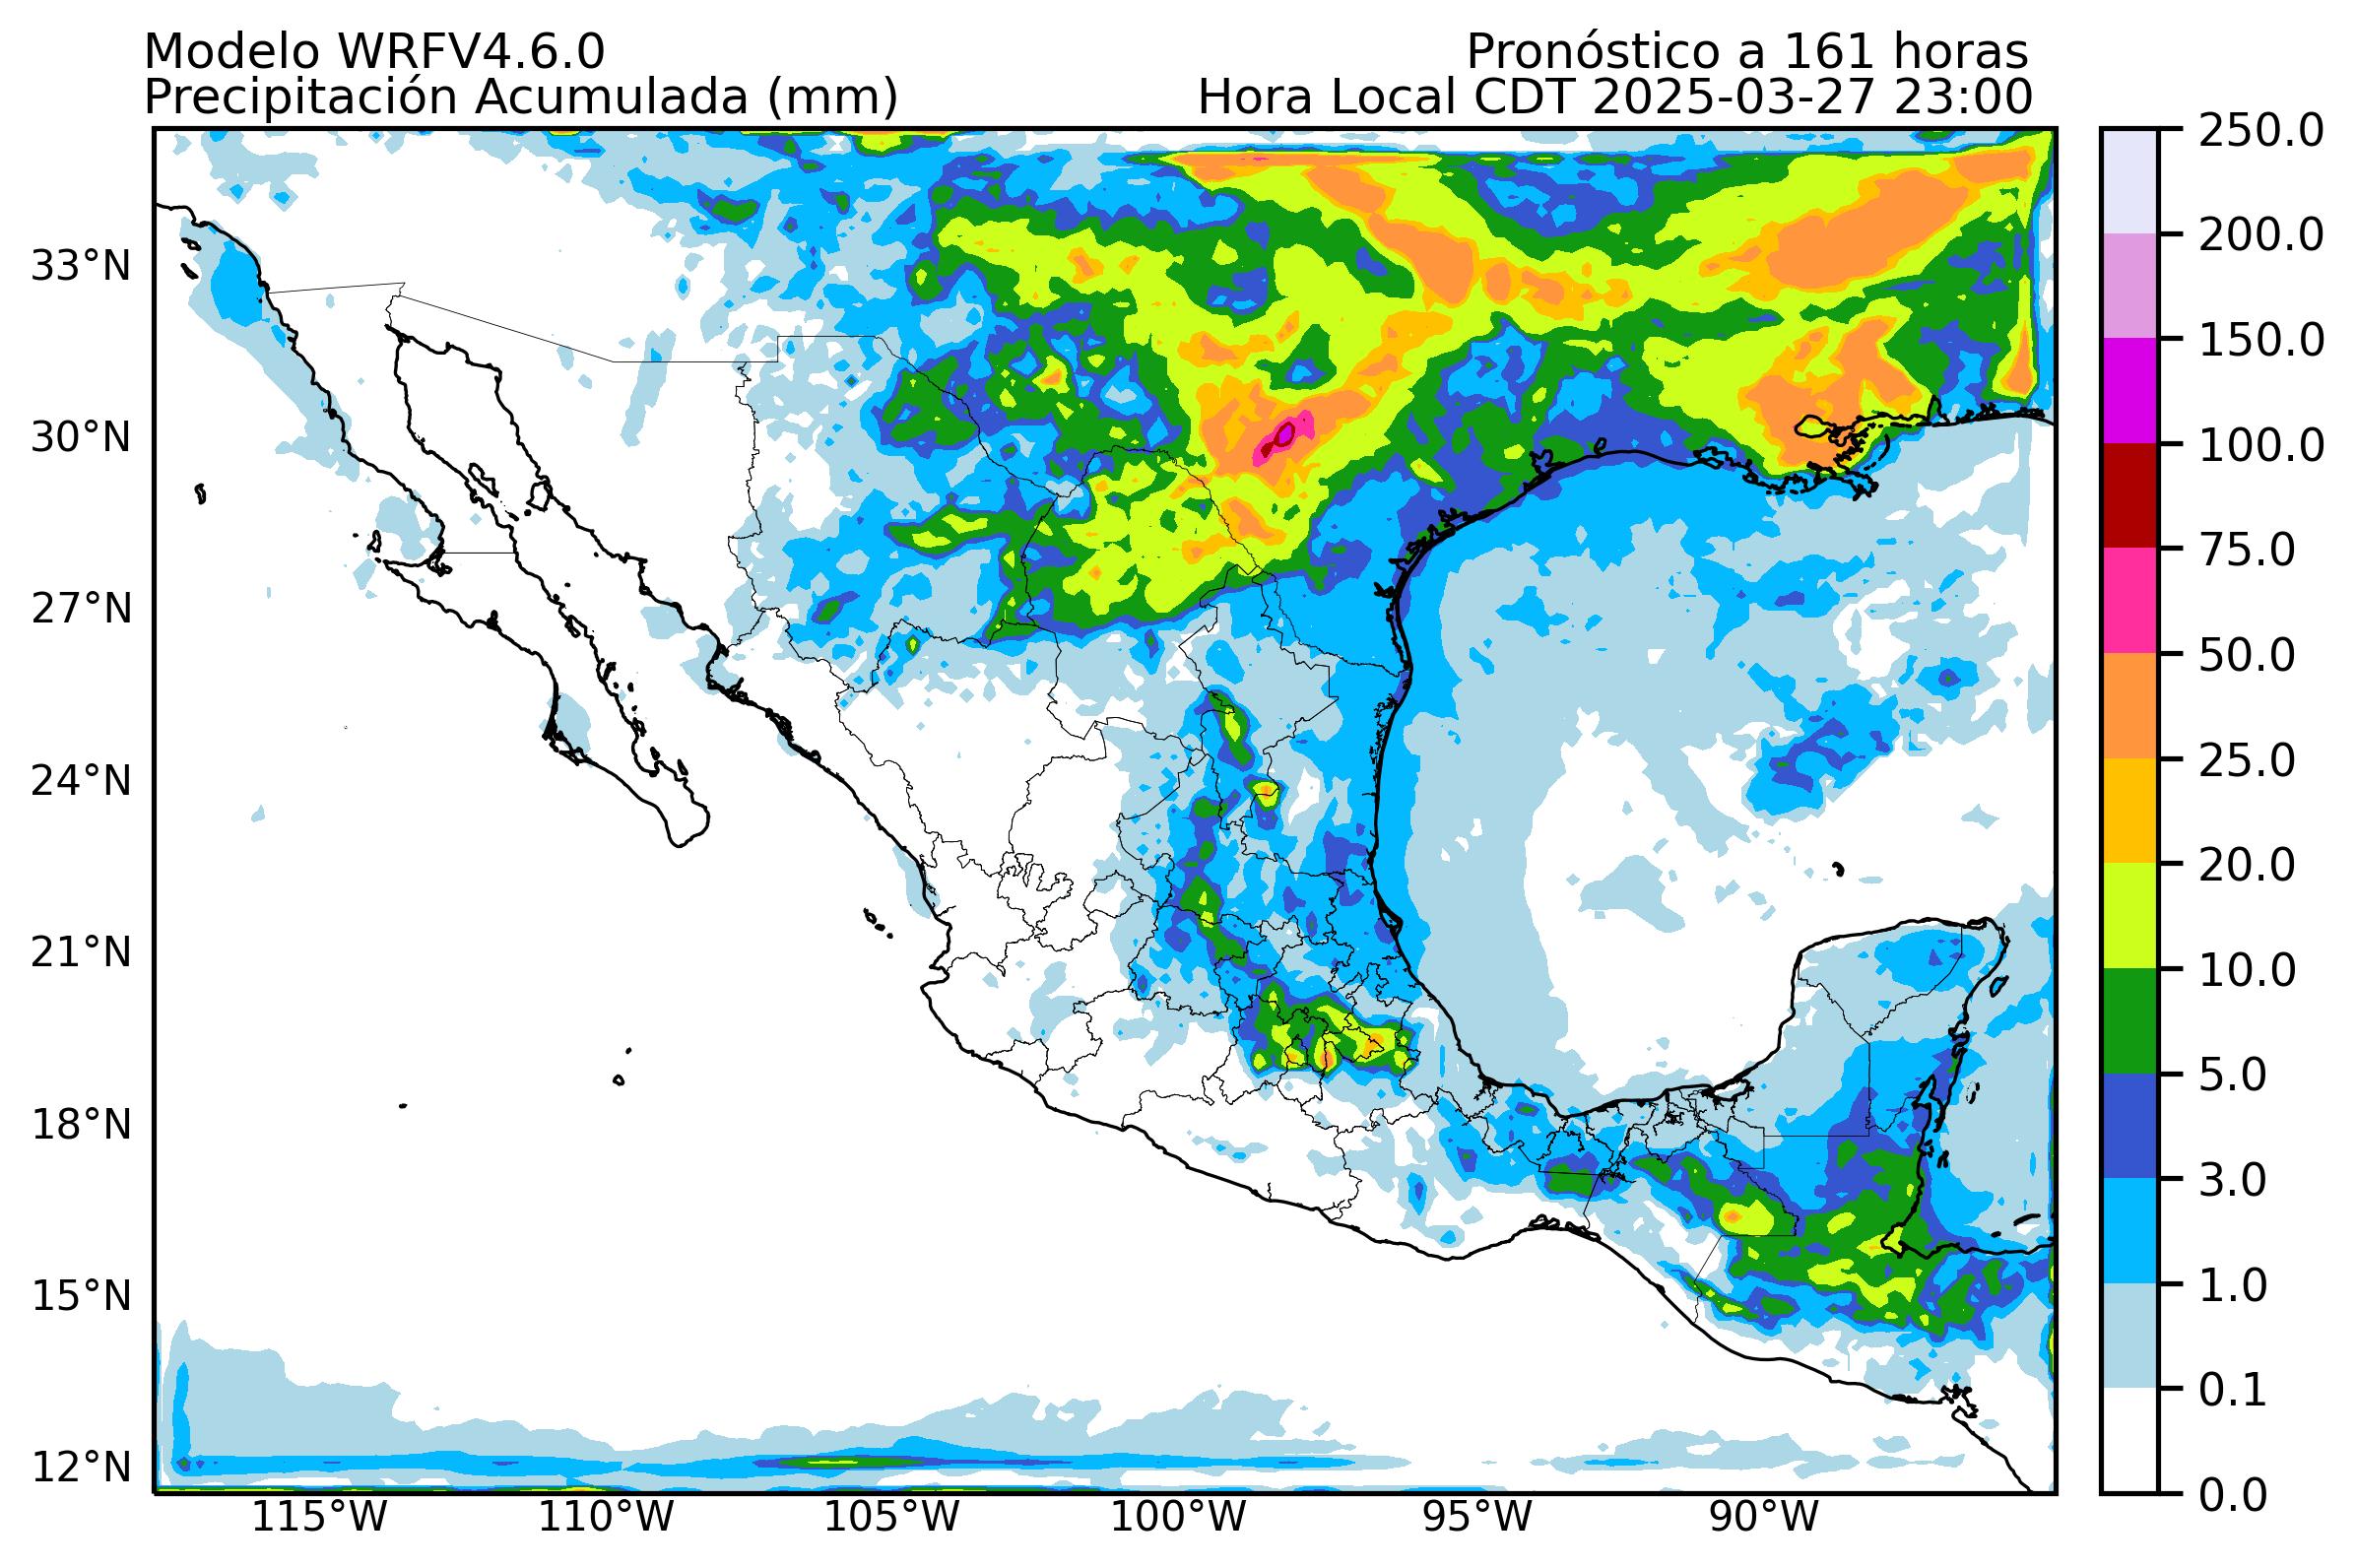 Modelo WRFV4.6.0
Pronóstico a 161 horas
Precipitación Acumulada (mm)
Hora Local CDT 2025-03-27 23:00
250.0
200.0
150.0
100.0
75.0
50.0
25.0
20.0
10.0
5.0
3.0
1.0
0.1
0.0
33°N
30°N
27°N
24°N
21°N
18°N
15°N
12°N
115°W
110°W
105°W
100°W
95°W
90°W